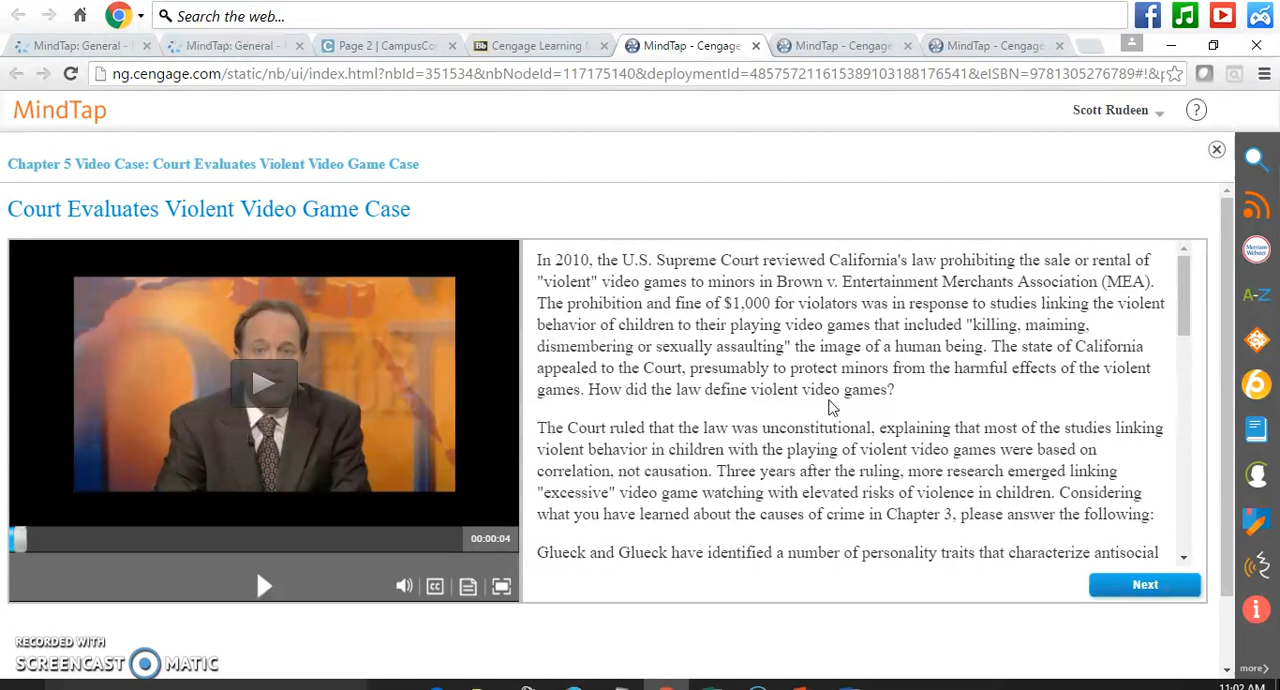 Search the web...
MindTap: General -
MindTap: General -
Page 2 | CampusCo
Cengage Learning
MindTap - Cengage
MindTap - Cengage
MindTap - Cengage
ng.cengage.com/static/nb/ui/index.html?nbId=351534&nbNodeId=117175140&deploymentId=4857572116153891031881765​41&eISBN=9781305276789#!&
MindTap
Scott Rudeen
?
Chapter 5 Video Case: Court Evaluates Violent Video Game Case
Court Evaluates Violent Video Game Case
In 2010, the U.S. Supreme Court reviewed California's law prohibiting the sale or rental of
"violent" video games to minors in Brown v. Entertainment Merchants Association (MEA).
The prohibition and fine of $1,000 for violators was in response to studies linking the violent
behavior of children to their playing video games that included "killing, maiming,
dismembering or sexually assaulting" the image of a human being. The state of California
appealed to the Court, presumably to protect minors from the harmful effects of the violent
games. How did the law define violent video games?
The Court ruled that the law was unconstitutional, explaining that most of the studies linking
violent behavior in children with the playing of violent video games were based on
correlation, not causation. Three years after the ruling, more research emerged linking
"excessive" video game watching with elevated risks of violence in children. Considering
what you have learned about the causes of crime in Chapter 3, please answer the following:
Glueck and Glueck have identified a number of personality traits that characterize antisocial
00:00:04
CC
Next
A-Z
RECORDED WITH
SCREENCAST MATIC
more>
11:02 AM